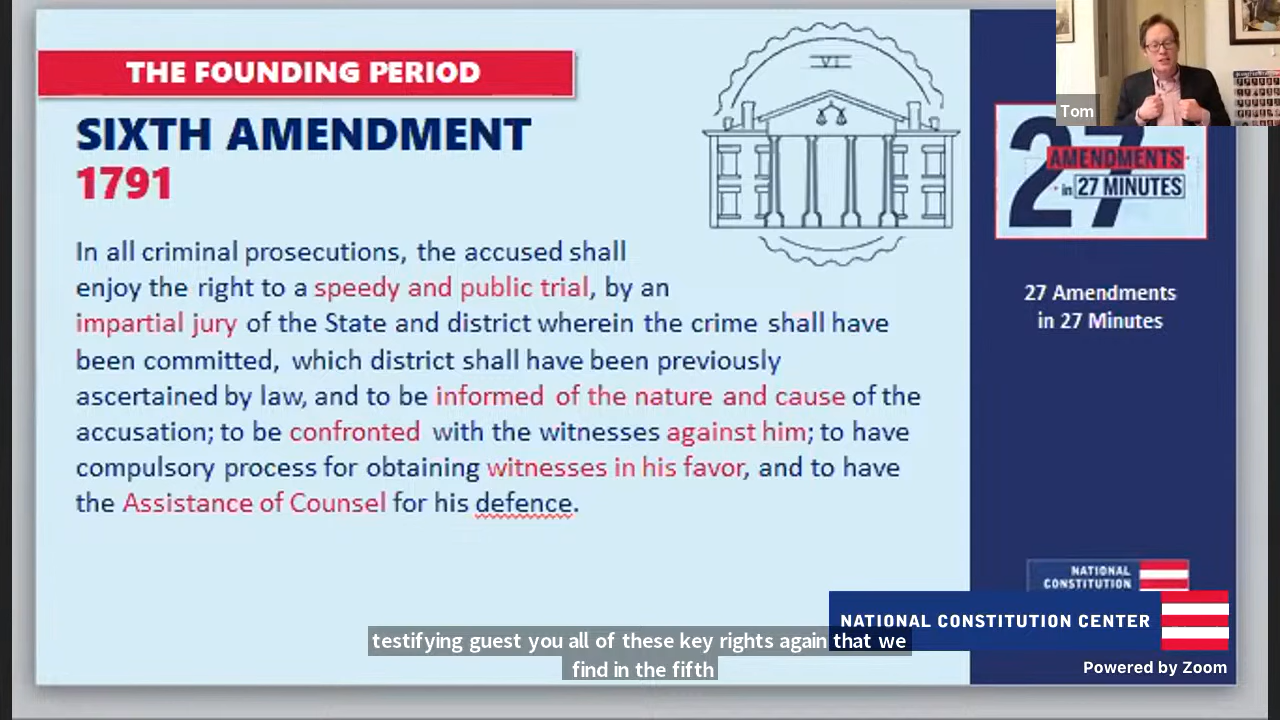 THE FOUNDING PERIOD
SIXTH AMENDMENT
1791
In all criminal prosecutions, the accused shall
enjoy the right to a speedy and public trial, by an
impartial jury of the State and district wherein the crime shall have
been committed, which district shall have been previously
ascertained by law, and to be informed of the nature and cause of the
accusation; to be confronted with the witnesses against him; to have
compulsory process for obtaining witnesses in his favor, and to have
the Assistance of Counsel for his defence.
VI
Tom
27
AMENDMENTS
in 27 MINUTES
27 Amendments
in 27 Minutes
NATIONAL
CONSTITUTION
NATIONAL CONSTITUTION CENTER
Powered by Zoom
testifying guest you all of these key rights again that we
find in the fifth